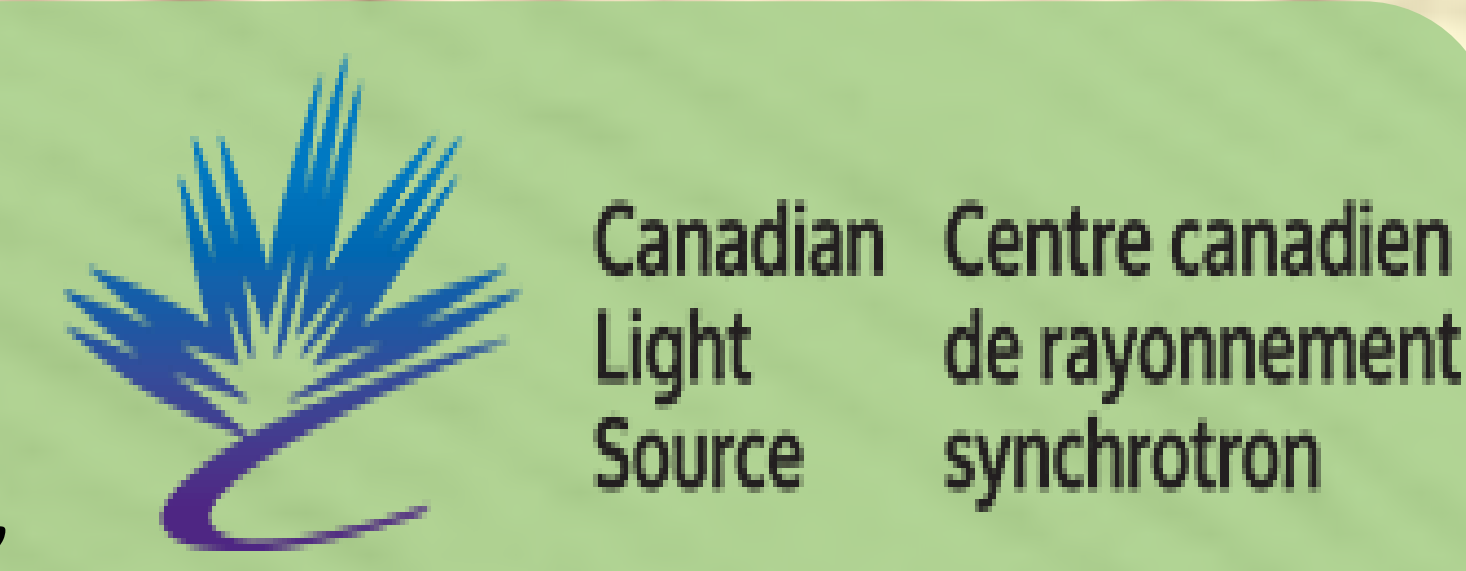 Canadian
Light
Source
Centre canadien
de rayonnement
synchrotron